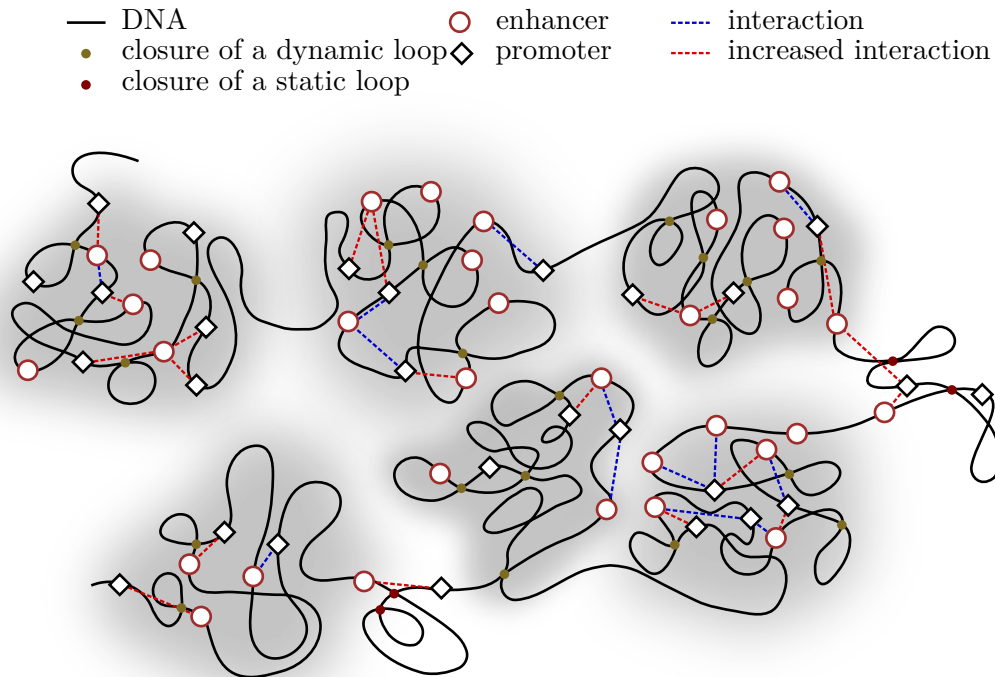 DNA enhancer interaction
closure of a dynamic loop promoter increased interaction
closure of a static loop